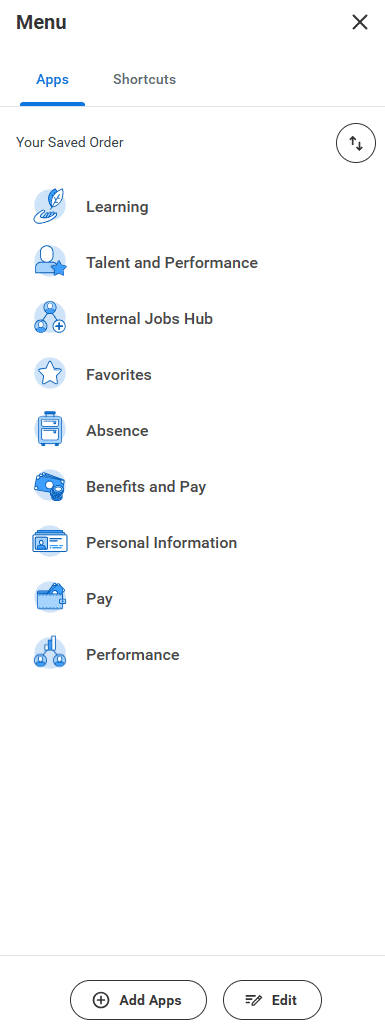 Menu
Apps
Shortcuts
Your Saved Order
Learning
Talent and Performance
Internal Jobs Hub
Favorites
Absence
Benefits and Pay
Personal Information
Pay
Performance
Add Apps
Edit